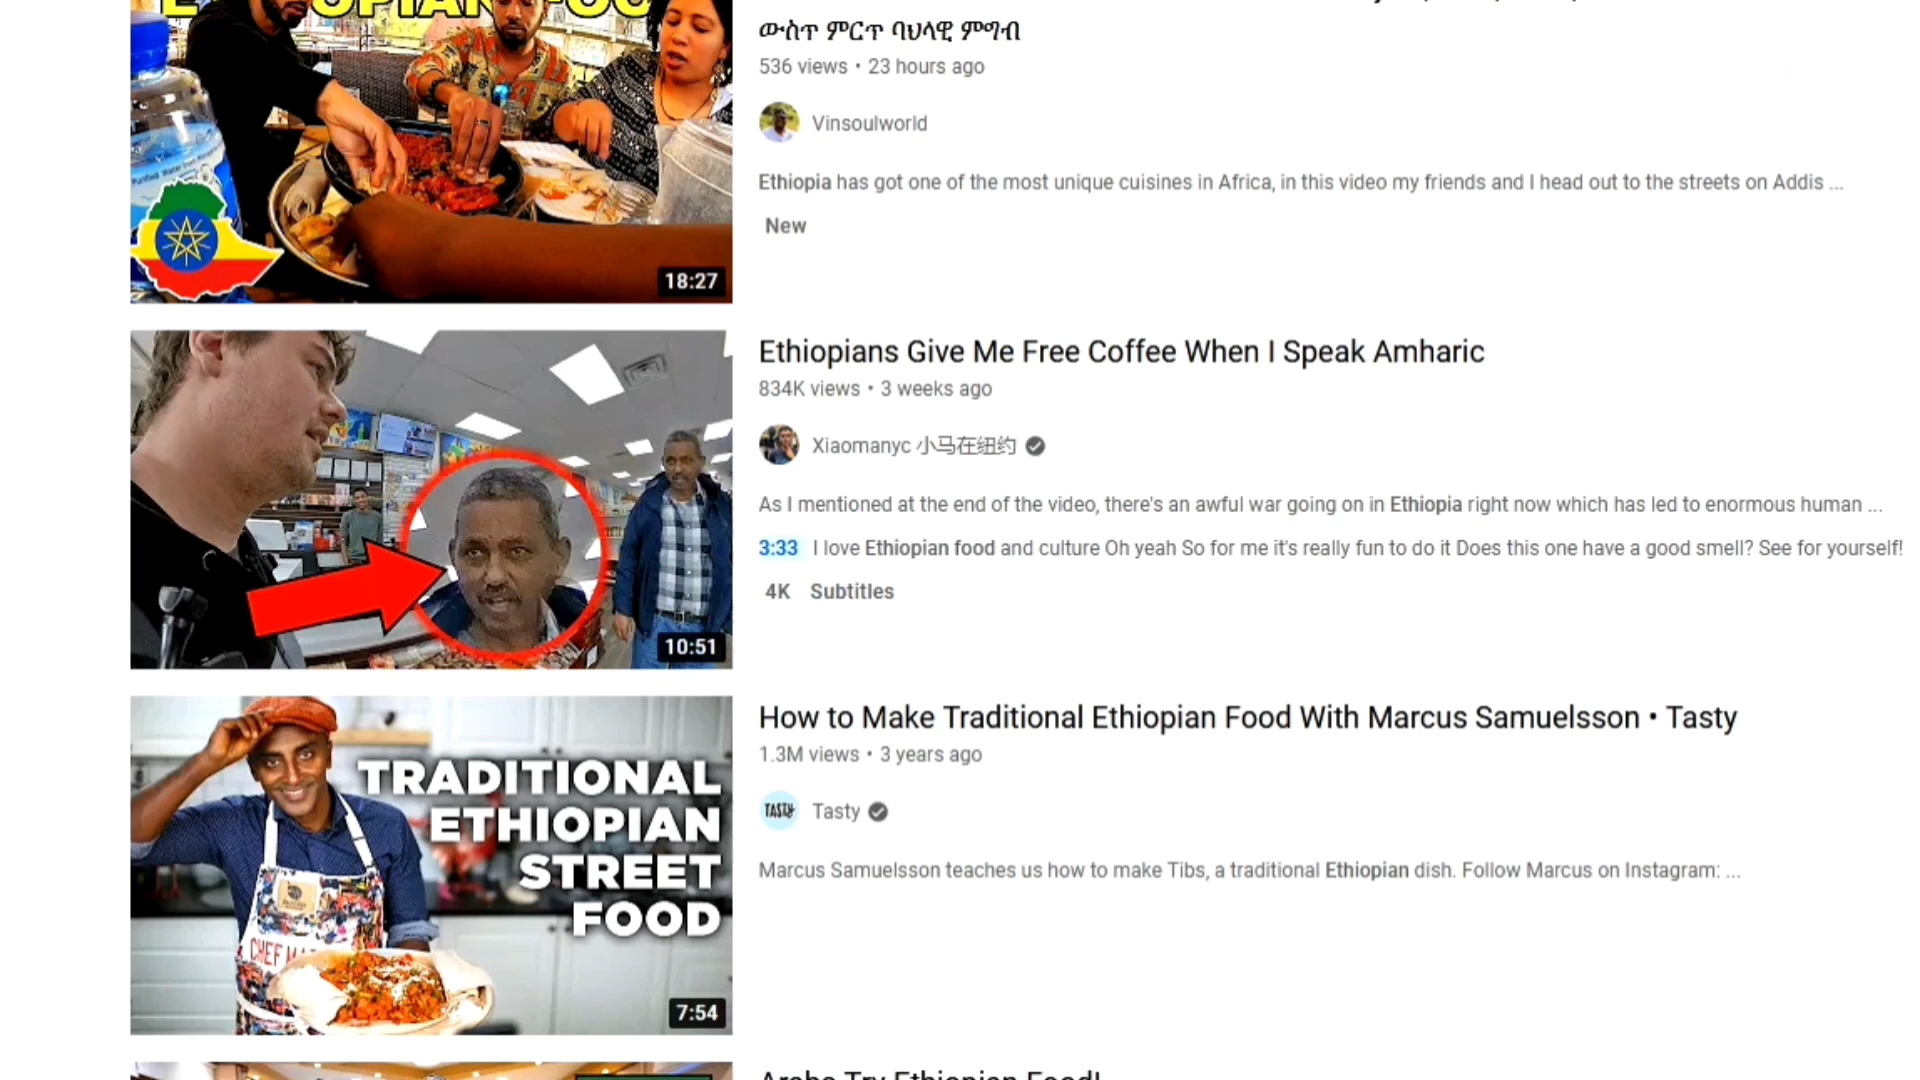 ውስጥ ምርጥ ባህላዊ ምግብ
536 views • 23 hours ago
Vinsoulworld
Ethiopia has got one of the most unique cuisines in Africa, in this video my friends and I head out to the streets on Addis ...
New
18:27
Ethiopians Give Me Free Coffee When I Speak Amharic
834K views • 3 weeks ago
Xiaomanyc 小马在纽约
As I mentioned at the end of the video, there's an awful war going on in Ethiopia right now which has led to enormous human ...
3:33 I love Ethiopian food and culture Oh yeah So for me it's really fun to do it Does this one have a good smell? See for yourself!
4K Subtitles
10:51
How to Make Traditional Ethiopian Food With Marcus Samuelsson • Tasty
1.3M views • 3 years ago
TASTY Tasty
Marcus Samuelsson teaches us how to make Tibs, a traditional Ethiopian dish. Follow Marcus on Instagram: ...
TRADITIONAL
ETHIOPIAN
STREET
FOOD
CHEF
7:54
Arabs Try Ethiopian Food!